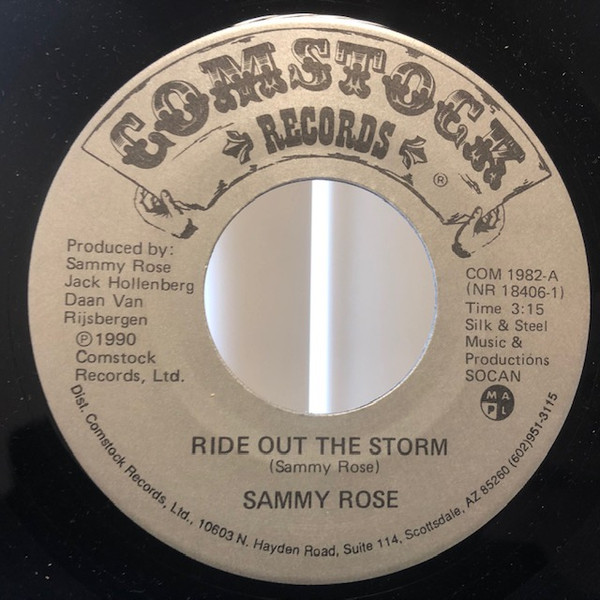 COMSTOCK
RECORDS
®
Produced by:
Sammy Rose
Jack Hollenberg
Daan Van
Rijsbergen
℗1990
Comstock
Records, Ltd.
COM 1982-A
(NR 18406-1)
Time 3:15
Silk & Steel
Music &
Productions
SOCAN
M A
P L
RIDE OUT THE STORM
(Sammy Rose)
SAMMY ROSE
Dist. Comstock Records, Ltd., 10603 N. Hayden Road, Suite 114, Scottsdale, AZ 85260 (602)951-3115